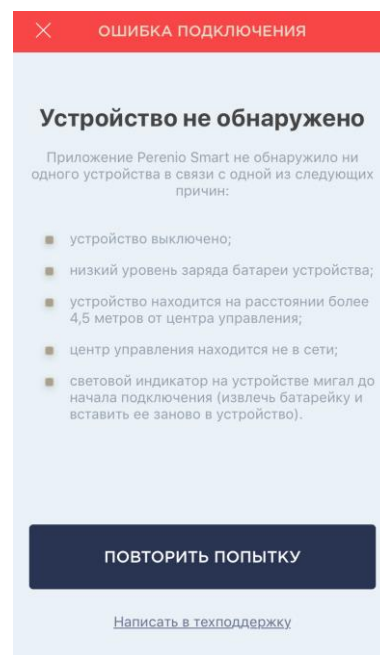 ОШИБКА ПОДКЛЮЧЕНИЯ
Устройство не обнаружено
Приложение Perenio Smart не обнаружило ни
одного устройства в связи с одной из следующих
причин:
устройство выключено;
низкий уровень заряда батареи устройства;
устройство находится на расстоянии более
4,5 метров от центра управления;
центр управления находится не в сети;
световой индикатор на устройстве мигал до
начала подключения (извлечь батарейку и
вставить ее заново в устройство).
ПОВТОРИТЬ ПОПЫТКУ
Написать в техподдержку